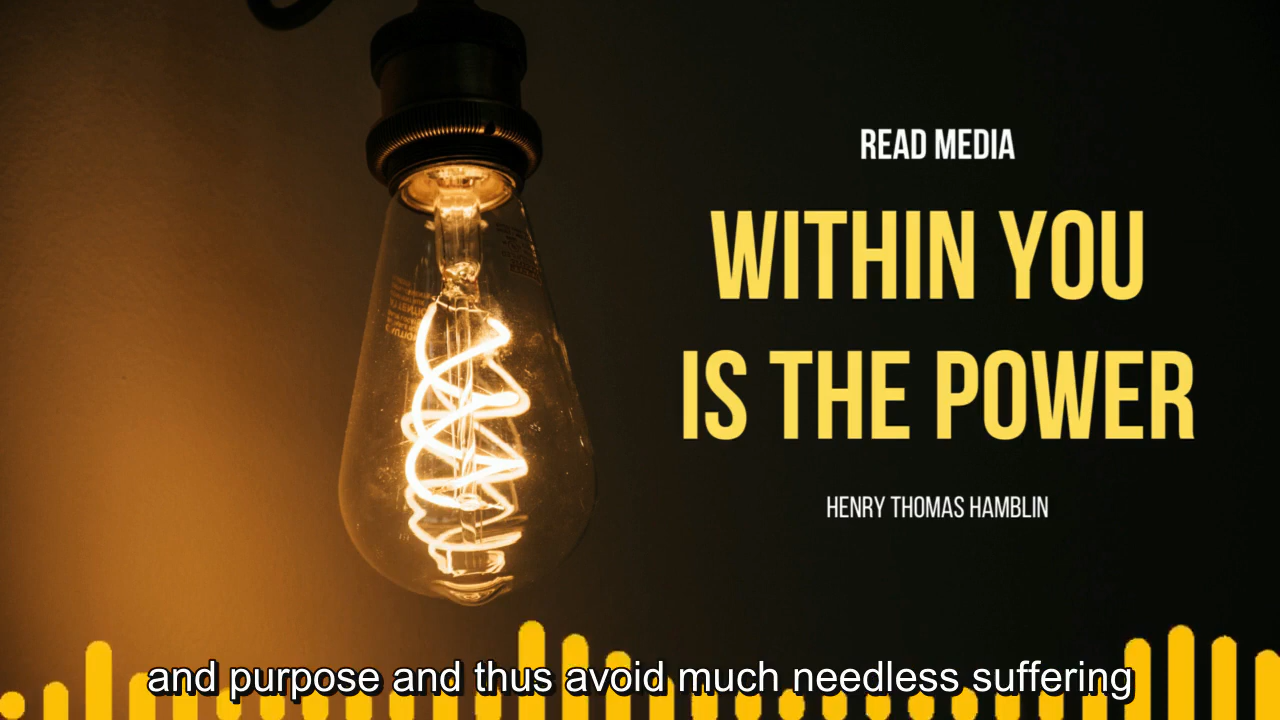 READ MEDIA
WITHIN YOU
IS THE POWER
HENRY THOMAS HAMBLIN
and purpose and thus avoid much needless suffering